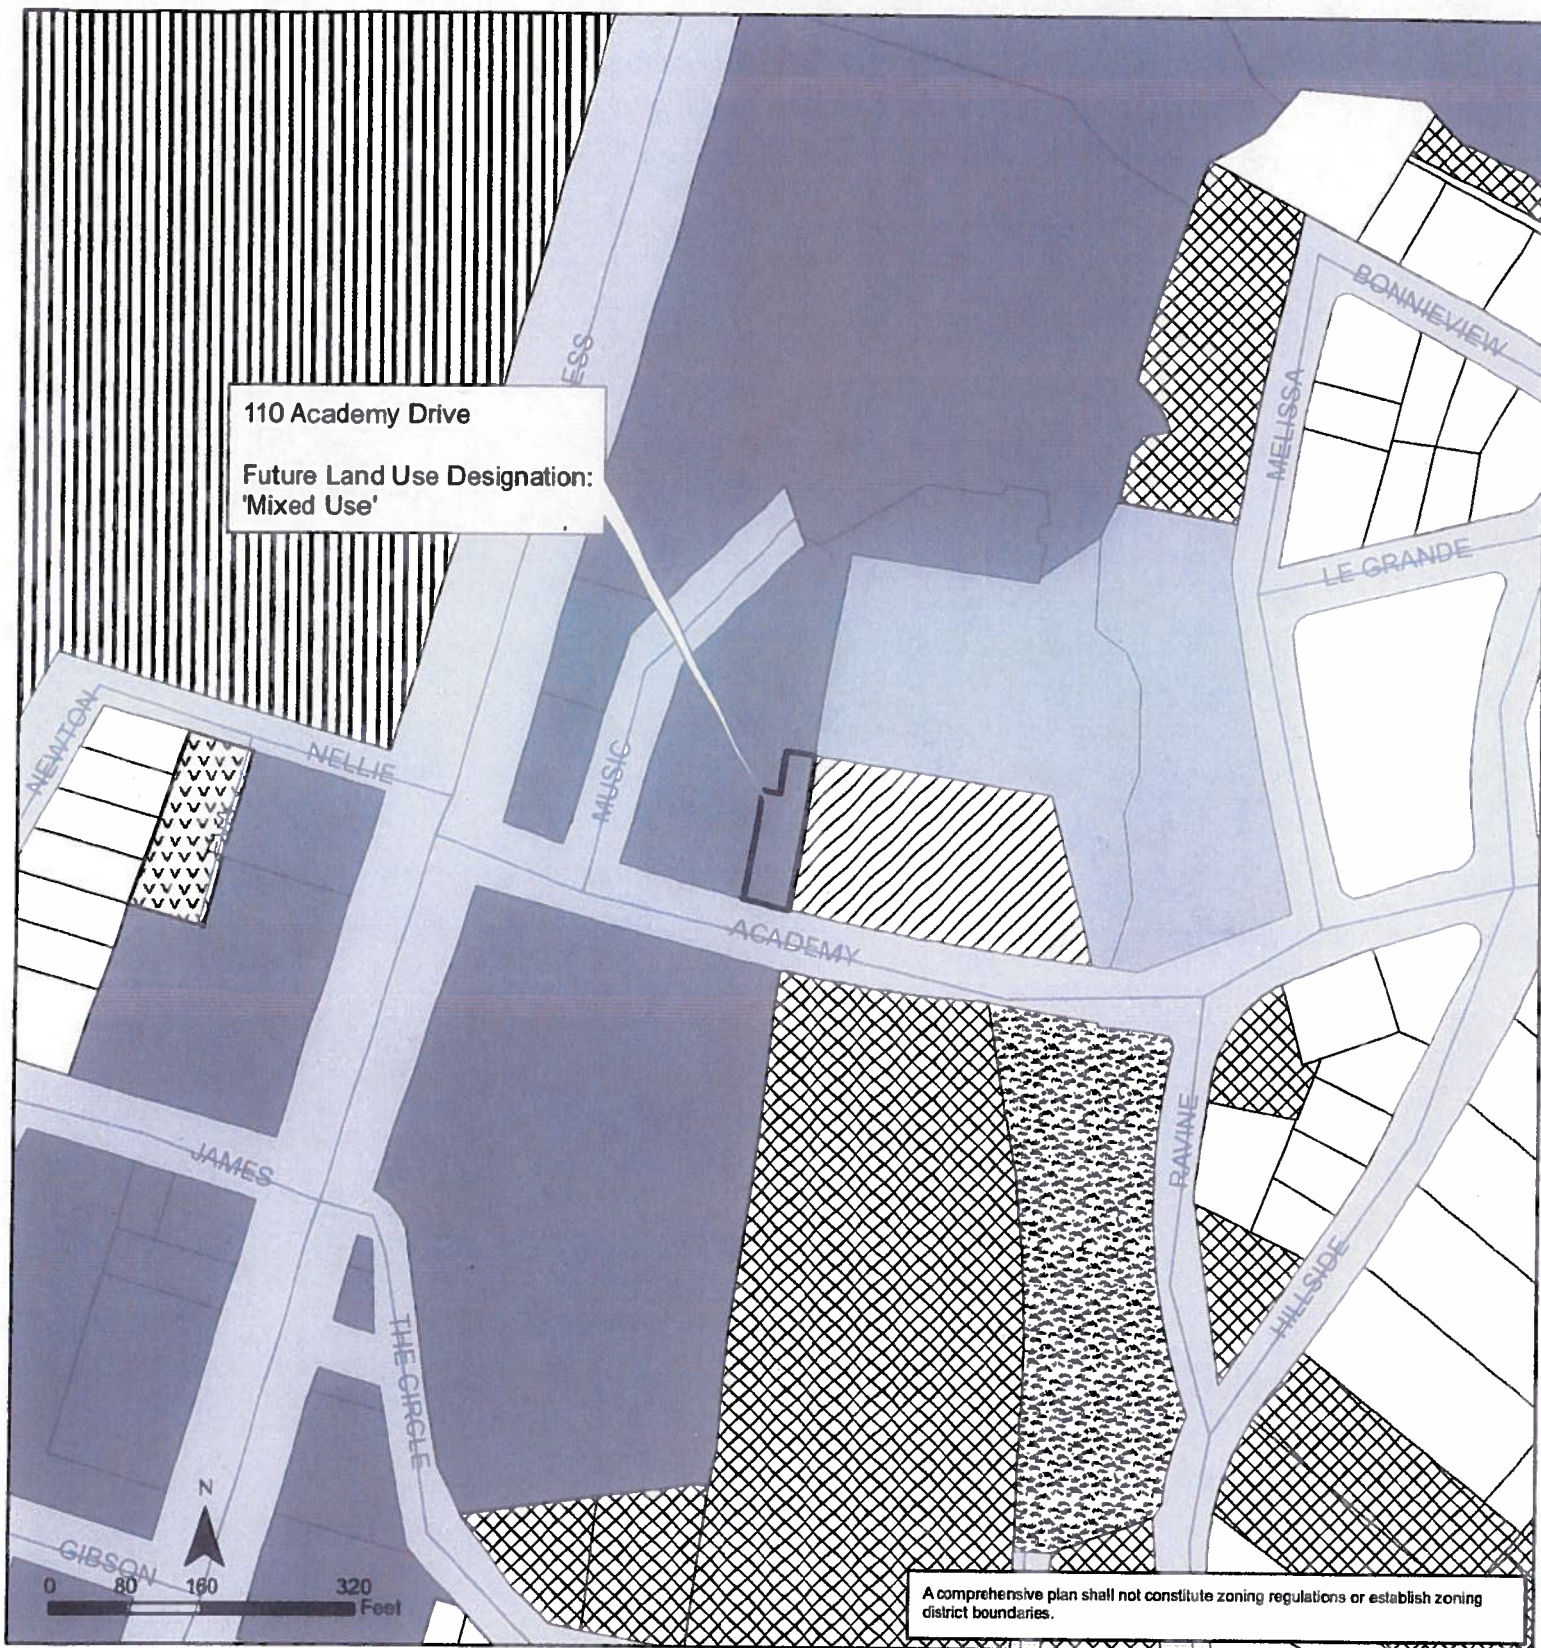 BONNIEVIEW
ESS
MELISSA
110 Academy Drive
Future Land Use Designation:
'Mixed Use'
LE GRANDE
NEWTON
NELLIE
MUSIC
ACADEMY
RAVINE
JAMES
HILLSIDE
THE CIRCLE
N
GIBSON
0 80 160 320
Feet
A comprehensive plan shall not constitute zoning regulations or establish zoning
district boundaries.